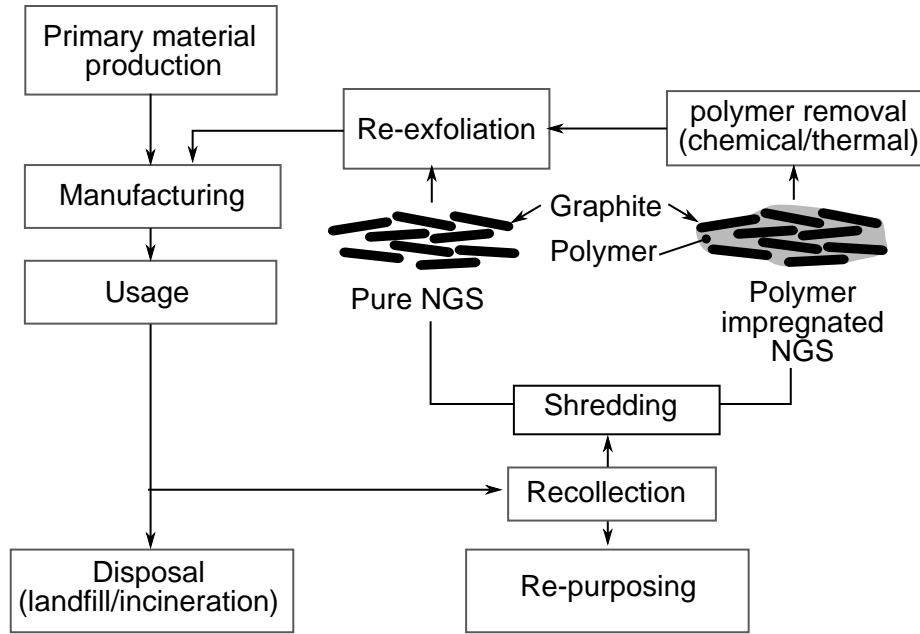 Primary material
production
Manufacturing
Usage
Disposal
(landfill/incineration)
Re-exfoliation
polymer removal
(chemical/thermal)
Graphite
Polymer
Pure NGS
Polymer
impregnated
NGS
Shredding
Recollection
Re-purposing